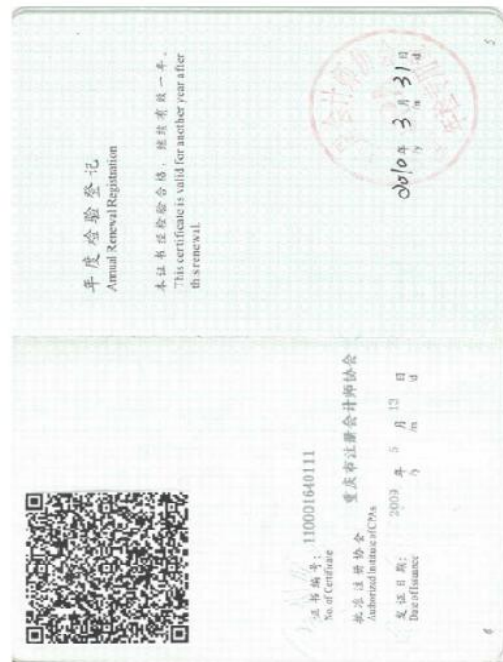 年度检验登记
Annual Renewal Registration
本证书经检验合格，继续有效一年。
This certificate is valid for another year after
this renewal.
2010年 3月 31日
/y /m /d
5
证书编号： 110001640111
No. of Certificate
批准注册协会 重庆市注册会计师协会
Authorized Institute of CPAs
发证日期： 2009 年 5 月 13 日
Date of Issuance /y /m /d